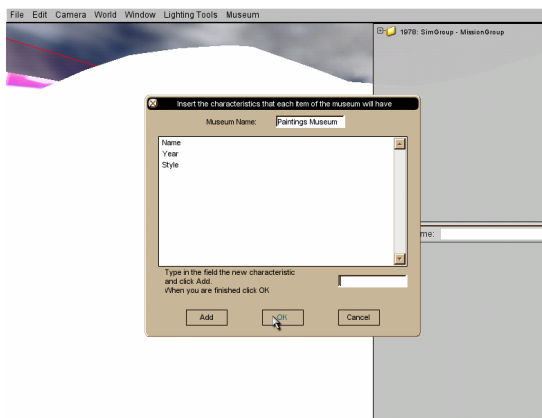 File Edit Camera World Window Lighting Tools Museum
1978: SimGroup - MissionGroup
Insert the characteristics that each item of the museum will have
Museum Name: Paintings Museum
Name
Year
Style
me:
Type in the field the new characteristic
and click Add.
When you are finished click OK
Add OK Cancel